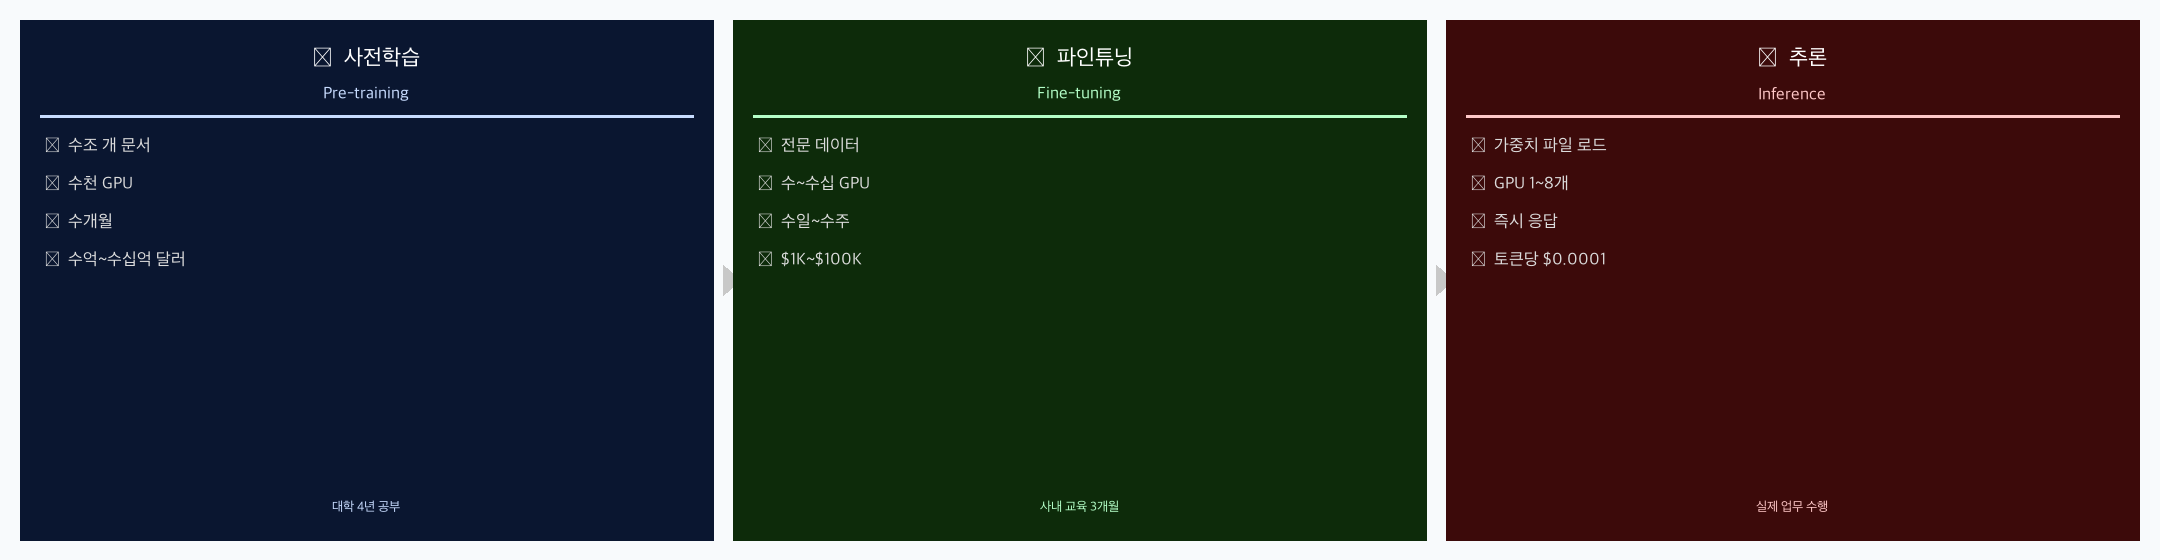 사전학습
Pre-training
수조 개 문서
수천 GPU
수개월
수억~수십억 달러
대학 4년 공부
파인튜닝
Fine-tuning
전문 데이터
수~수십 GPU
수일~수주
$1K~$100K
사내 교육 3개월
추론
Inference
가중치 파일 로드
GPU 1~8개
즉시 응답
토큰당 $0.0001
실제 업무 수행